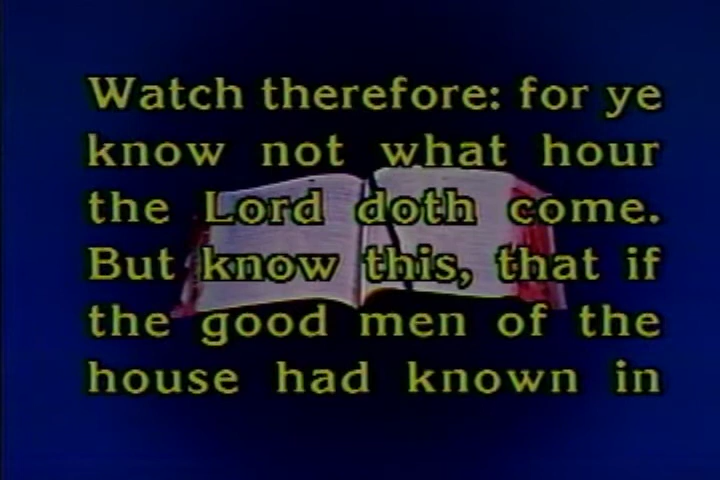 Watch therefore: for ye
know not what hour
the Lord doth come.
But know this, that if
the good men of the
house had known in